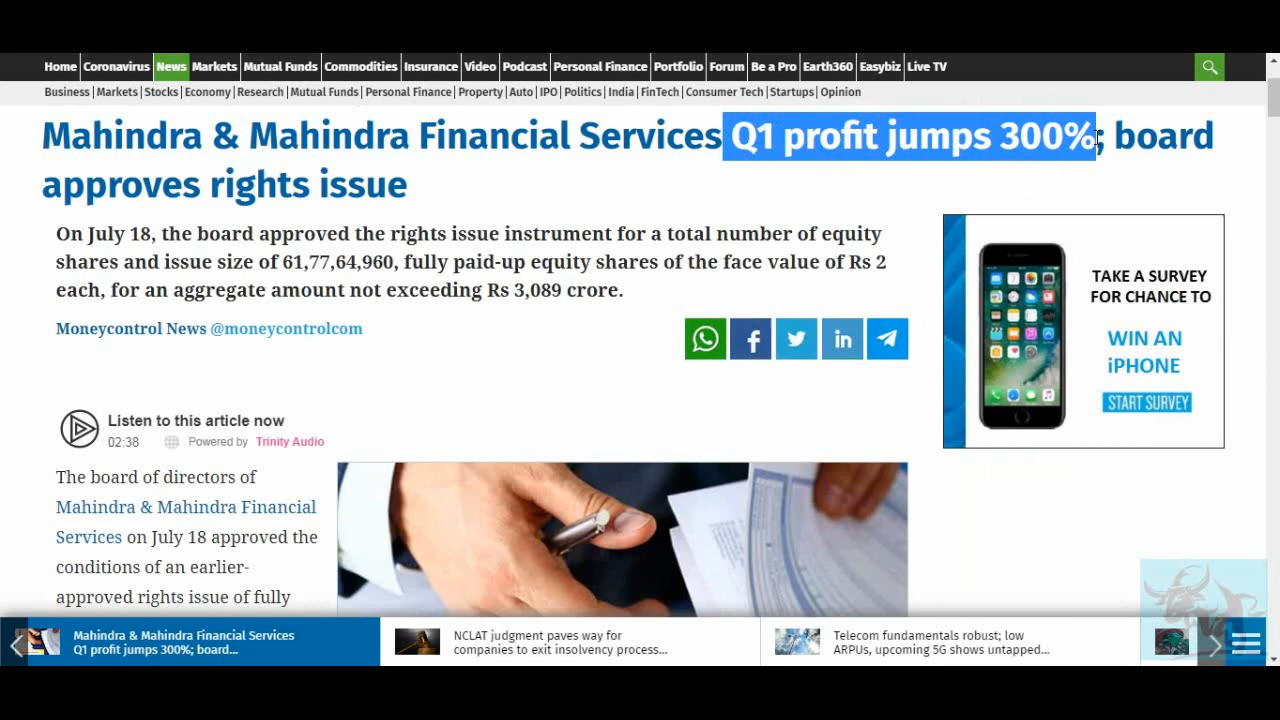 Home Coronavirus News Markets Mutual Funds Commodities Insurance Video Podcast Personal Finance Portfolio Forum Be a Pro Earth360 Easybiz Live TV
Business Markets Stocks Economy Research Mutual Funds Personal Finance Property Auto IPO Politics India FinTech Consumer Tech Startups Opinion
Mahindra & Mahindra Financial Services Q1 profit jumps 300%; board
approves rights issue
On July 18, the board approved the rights issue instrument for a total number of equity
shares and issue size of 61,77,64,960, fully paid-up equity shares of the face value of Rs 2
each, for an aggregate amount not exceeding Rs 3,089 crore.
Moneycontrol News @moneycontrolcom
TAKE A SURVEY
FOR CHANCE TO
WIN AN
iPHONE
START SURVEY
Listen to this article now
02:38 Powered by Trinity Audio
The board of directors of
Mahindra & Mahindra Financial
Services on July 18 approved the
conditions of an earlier-
approved rights issue of fully
Mahindra & Mahindra Financial Services
Q1 profit jumps 300%; board...
NCLAT judgment paves way for
companies to exit insolvency process...
Telecom fundamentals robust; low
ARPUs, upcoming 5G shows untapped...